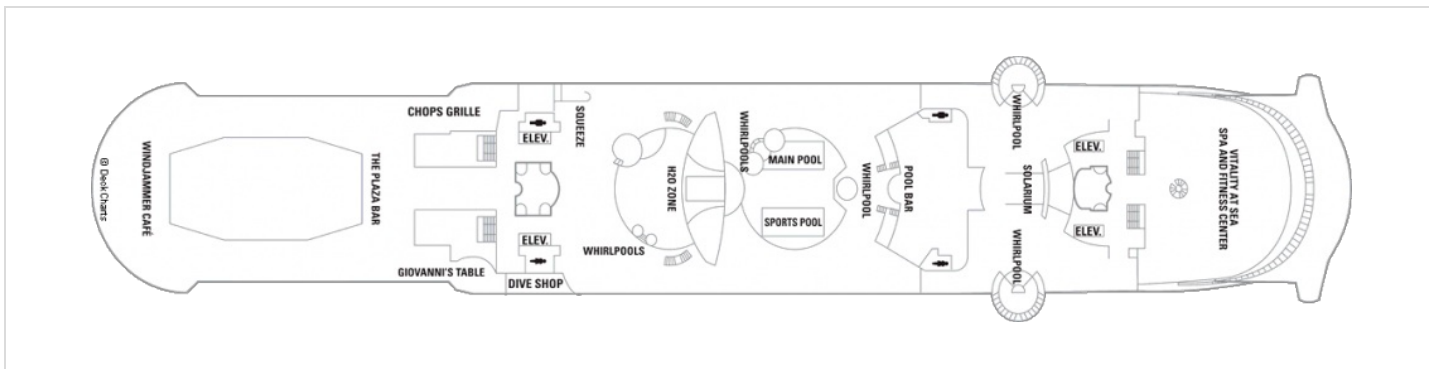 @ Deck Charts
WINDJAMMER CAFÉ
THE PLAZA BAR
CHOPS GRILLE
GIOVANNI'S TABLE
ELEV.
ELEV.
DIVE SHOP
SQUEEZE
WHIRLPOOLS
H2O ZONE
WHIRLPOOLS
MAIN POOL
SPORTS POOL
WHIRLPOOL
POOL BAR
WHIRLPOOL
WHIRLPOOL
SOLARIUM
ELEV.
ELEV.
VITALITY AT SEA
SPA AND FITNESS CENTER